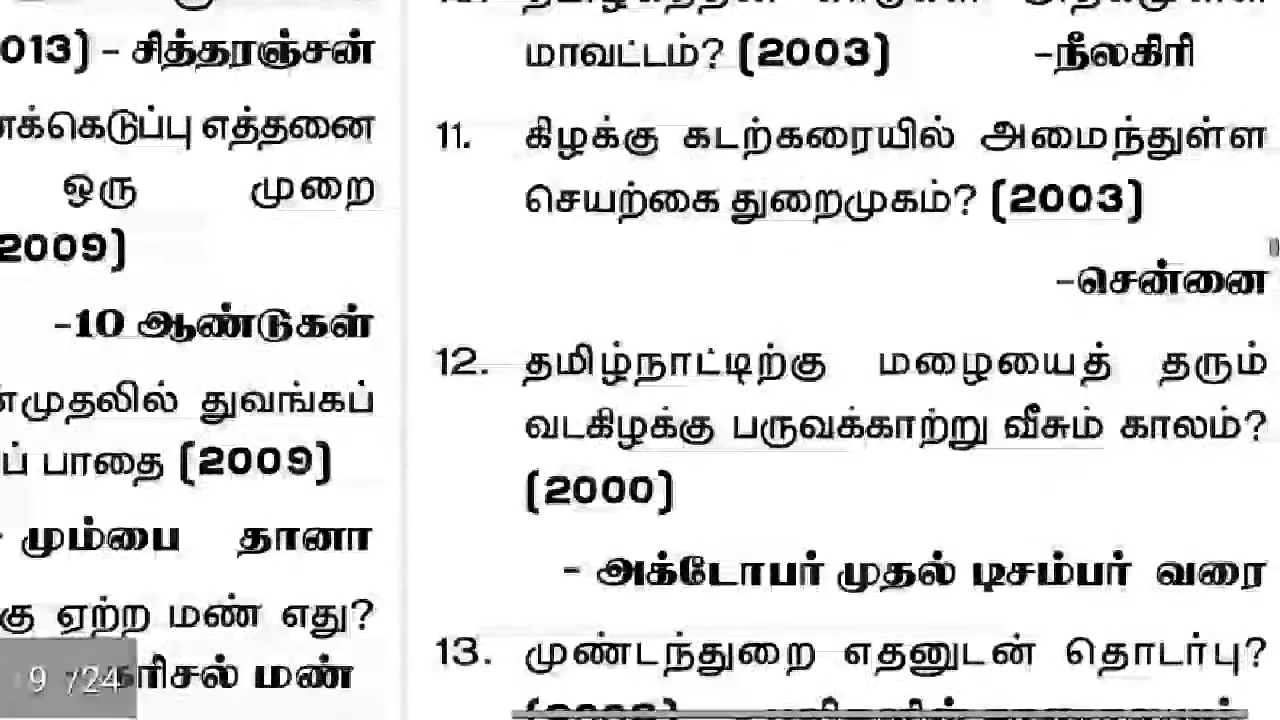 013) - சித்தரஞ்சன்
எத்தனை
ஒரு முறை
2009)
-10 ஆண்டுகள்
துவங்கப்
பாதை (2009)
- மும்பை தானா
ஏற்ற மண் எது?
மண்
9 /24
மாவட்டம்? (2003) -நீலகிரி
11. கிழக்கு கடற்கரையில் அமைந்துள்ள
செயற்கை துறைமுகம்? (2003)
-சென்னை
12. தமிழ்நாட்டிற்கு மழையைத் தரும்
வடகிழக்கு பருவக்காற்று வீசும் காலம்?
(2000)
- அக்டோபர் முதல் டிசம்பர் வரை
13. முண்டந்துறை எதனுடன் தொடர்பு?